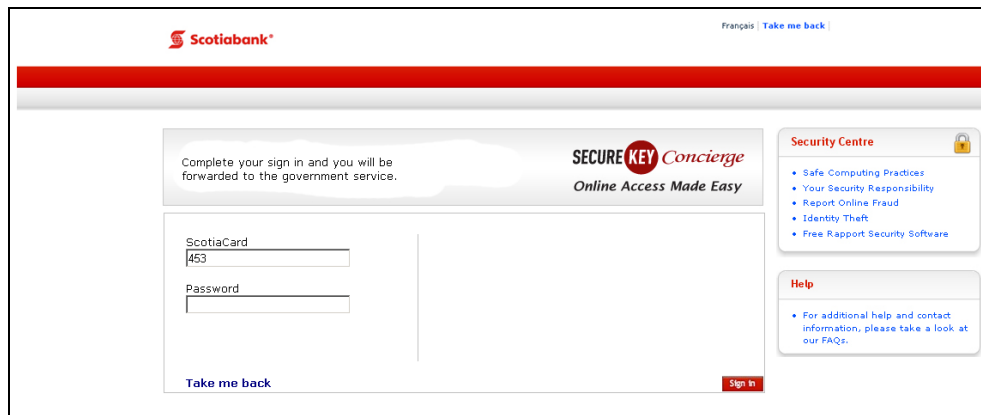 Français | Take me back |
Scotiabank®
Complete your sign in and you will be
forwarded to the government service.
SECURE KEY Concierge
Online Access Made Easy
ScotiaCard
453
Password
Take me back
Sign In
Security Centre
• Safe Computing Practices
• Your Security Responsibility
• Report Online Fraud
• Identity Theft
• Free Rapport Security Software
Help
• For additional help and contact
information, please take a look at
our FAQs.